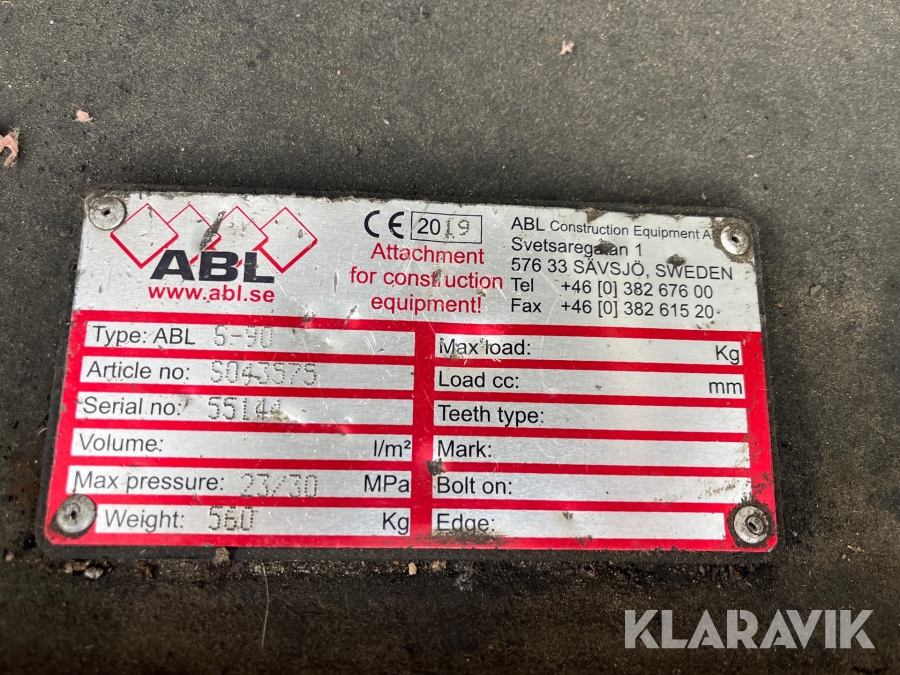 ABL
www.abl.se
CE 2019
Attachment
for construction
equipment!
ABL Construction Equipment
Svetsaregatan 1
576 33 SÄVSJÖ, SWEDEN
Tel +46 [0] 382 676 00
Fax +46 [0] 382 615 20
Type: ABL S-90
Article no: S043575
Serial no: 55144
Volume: l/m²
Max pressure: 23/30 MPa
Weight: 560 Kg
Max load: Kg
Load cc: mm
Teeth type:
Mark:
Bolt on:
Edge:
KLARAVIK